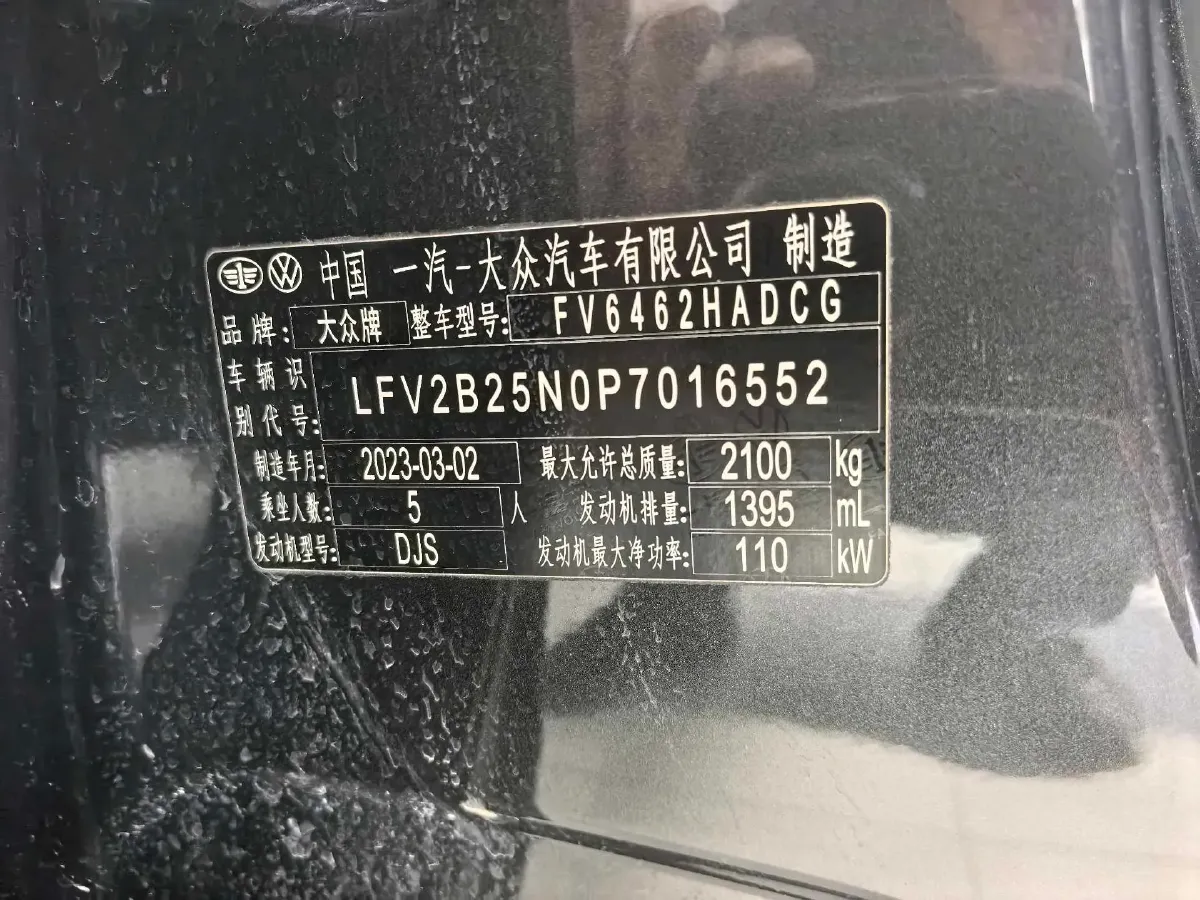 中国 一汽-大众汽车有限公司 制造
品牌: 大众牌 整车型号: FV6462HADCG
车辆识
别代号: LFV2B25N0P7016552
制造年月: 2023-03-02 最大允许总质量: 2100 kg
乘坐人数: 5 人 发动机排量: 1395 mL
发动机型号: DJS 发动机最大净功率: 110 kW